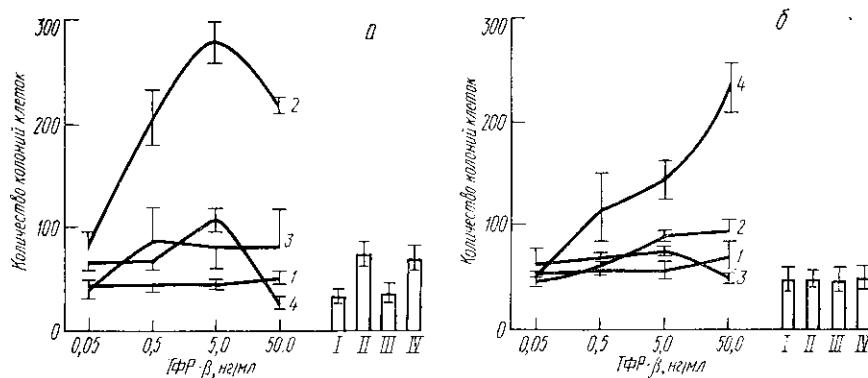 300
а
2
200
Количество колоний клеток
100
3
1
4
0
0,05 0,5 5,0 50,0 I II III IV
ТФР-β, нг/мл
300
б
4
200
Количество колоний клеток
100
2
1
3
0
0,05 0,5 5,0 50,0 I II III IV
ТФР-β, нг/мл